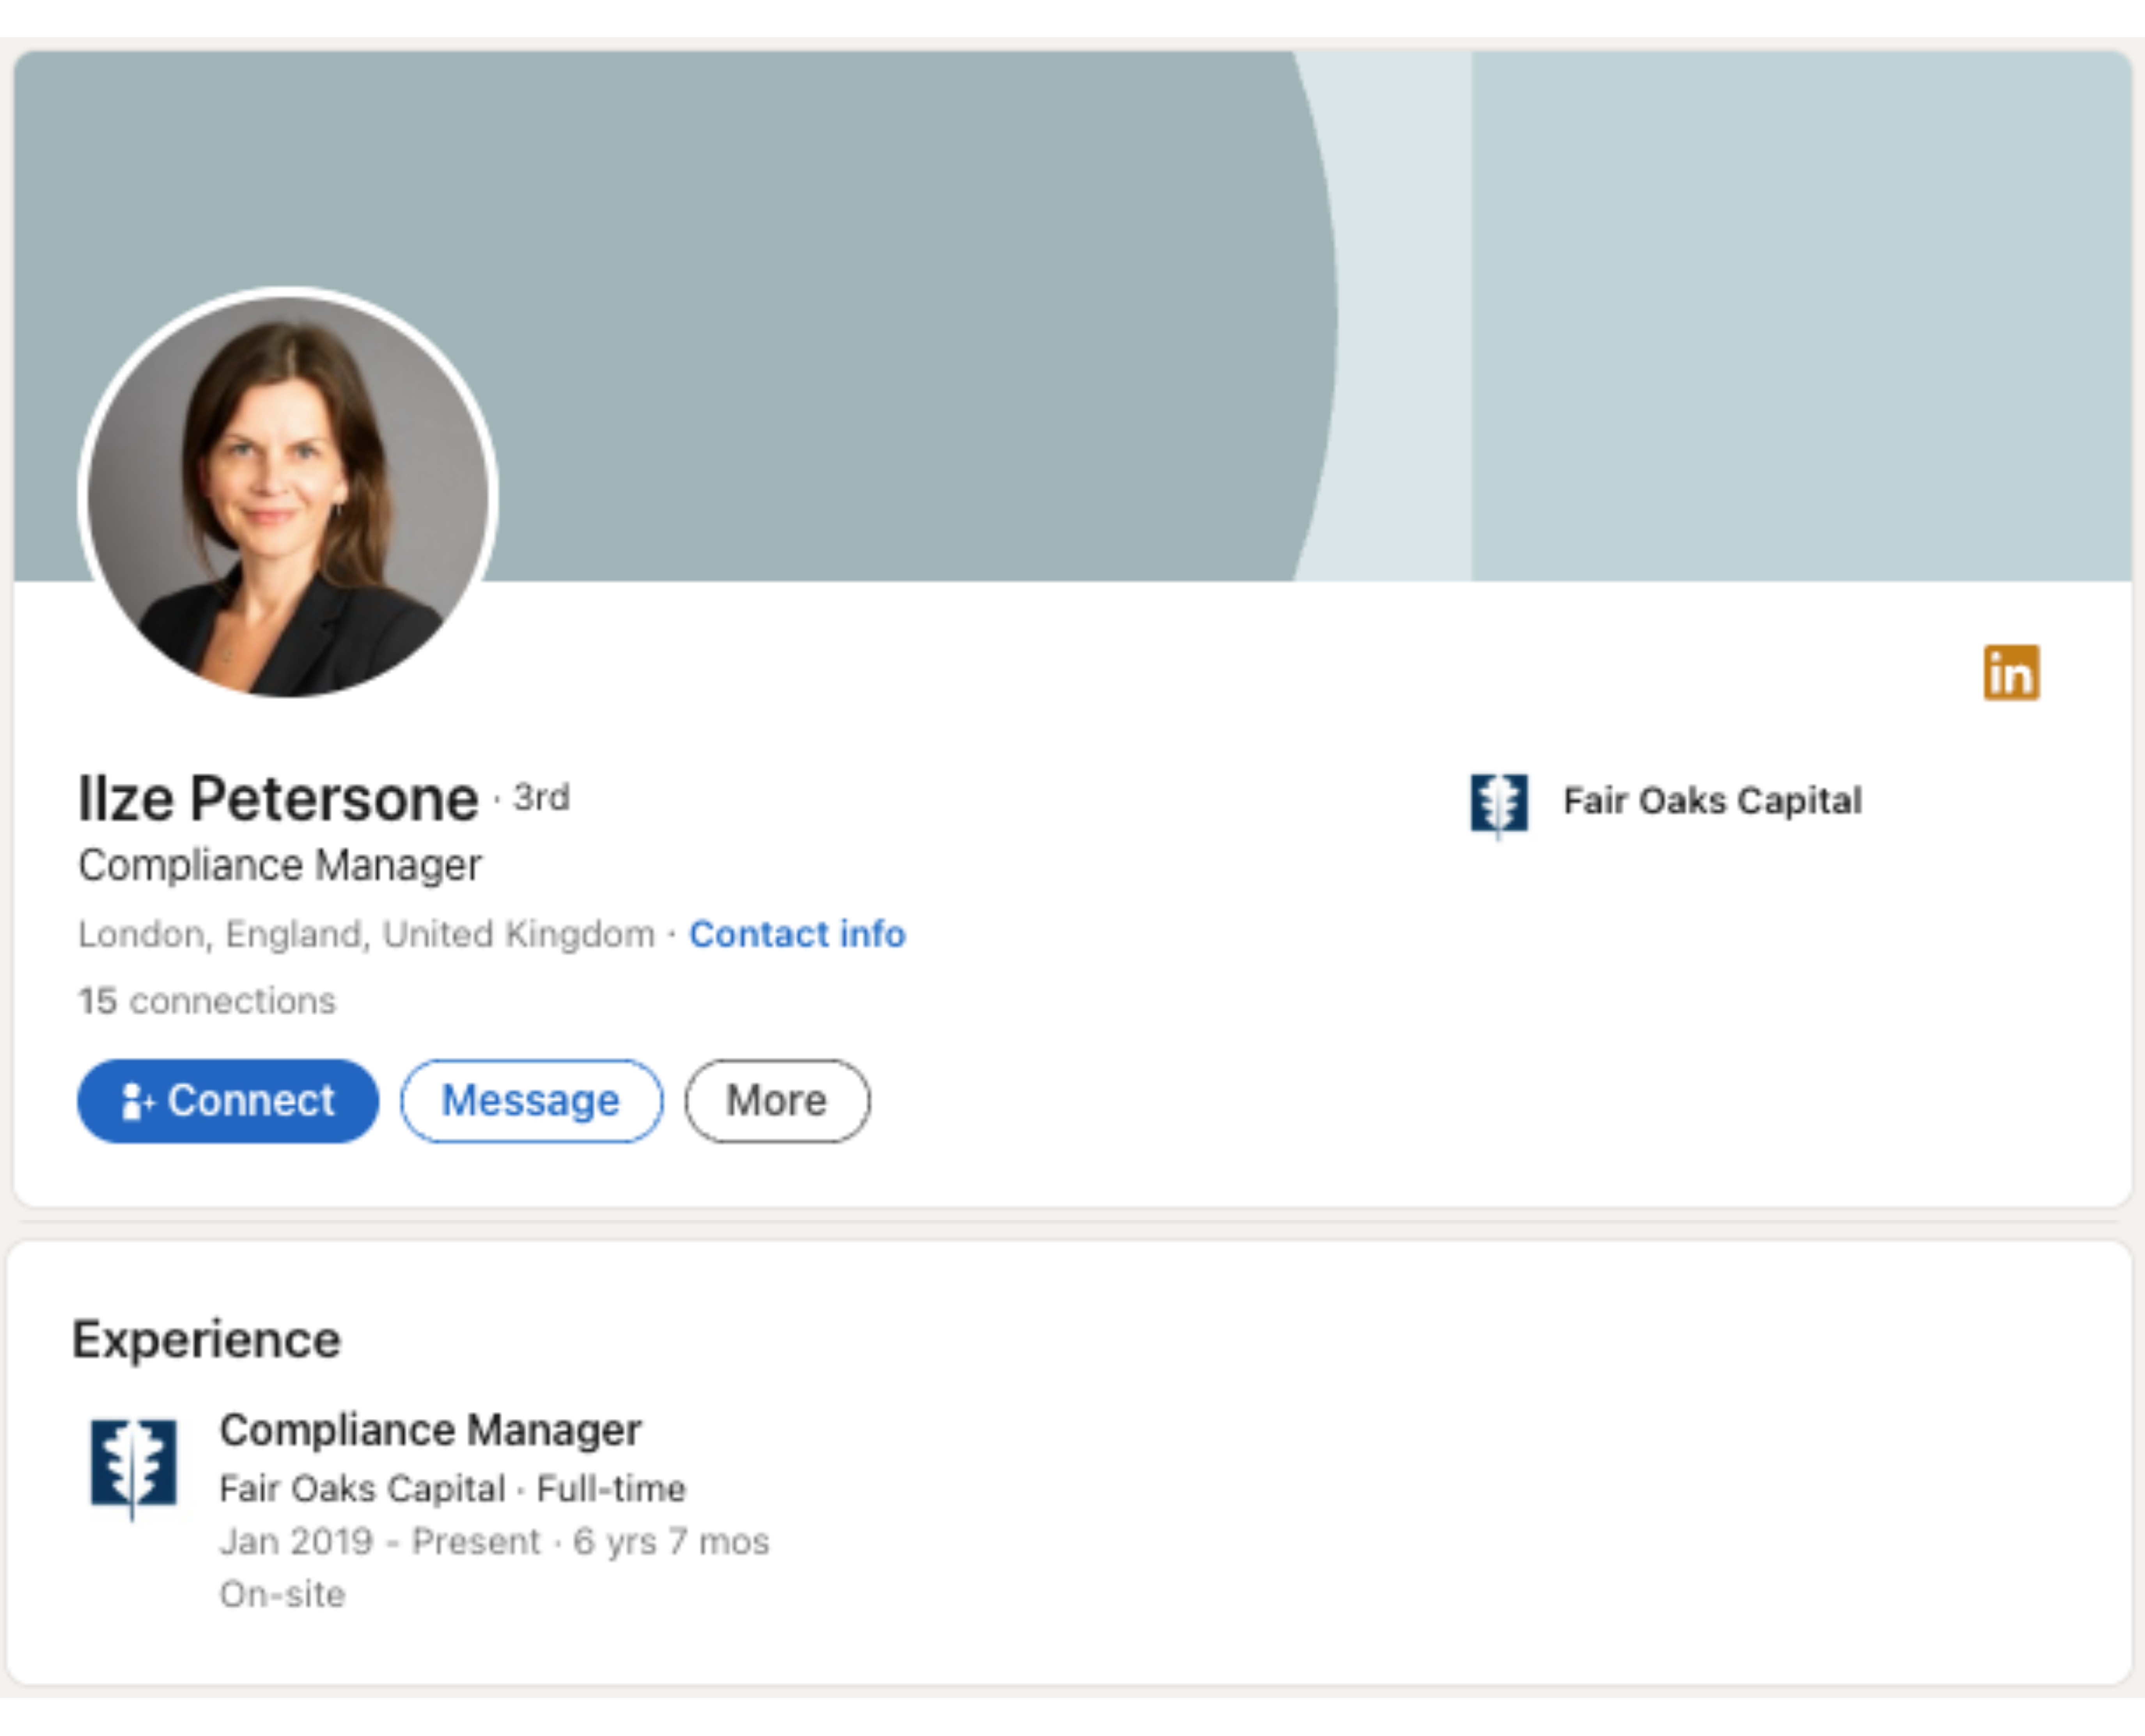 in
Ilze Petersone · 3rd
Fair Oaks Capital
Compliance Manager
London, England, United Kingdom · Contact info
15 connections
Connect
Message
More
Experience
Compliance Manager
Fair Oaks Capital · Full-time
Jan 2019 - Present · 6 yrs 7 mos
On-site